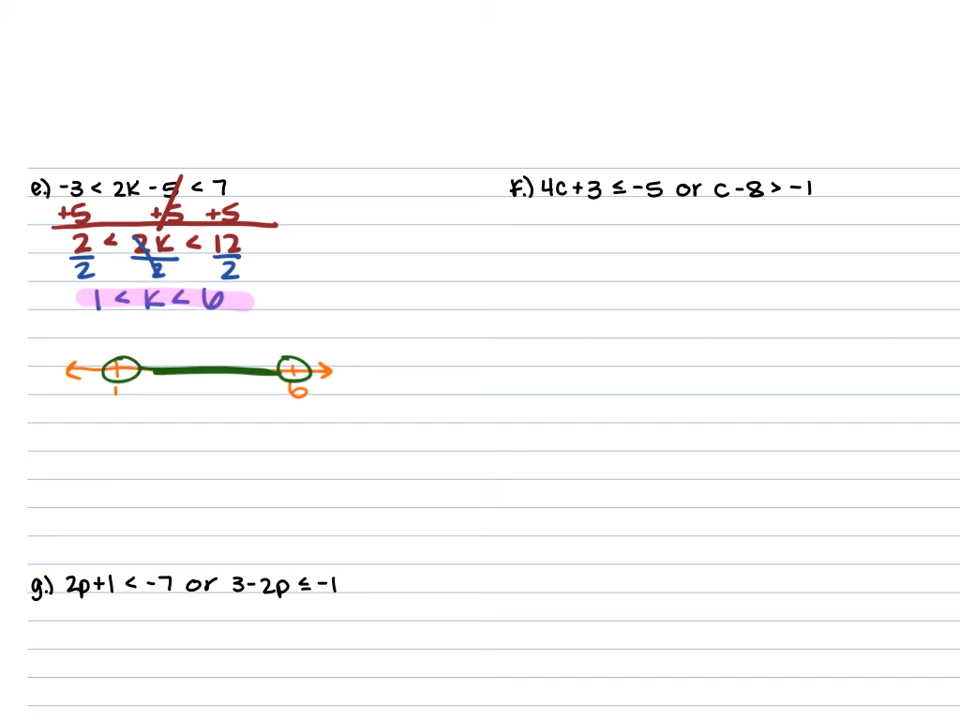 e.) -3 < 2k - 5 < 7
+5 +5 +5
2 < 2k < 12
2 2 2
1 < k < 6
1 6
f.) 4c + 3 ≤ -5 or c - 8 > -1
g.) 2p+1 < -7 or 3 - 2p ≤ -1